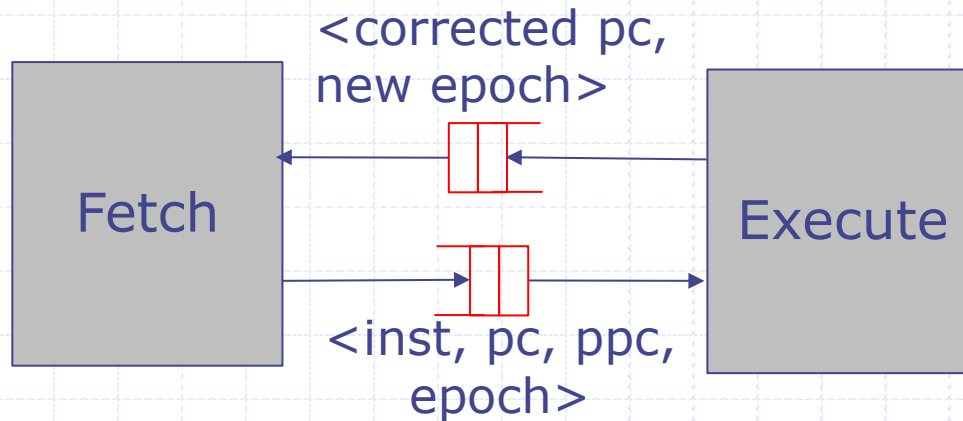 <corrected pc,
new epoch>
Fetch
Execute
<inst, pc, ppc,
epoch>